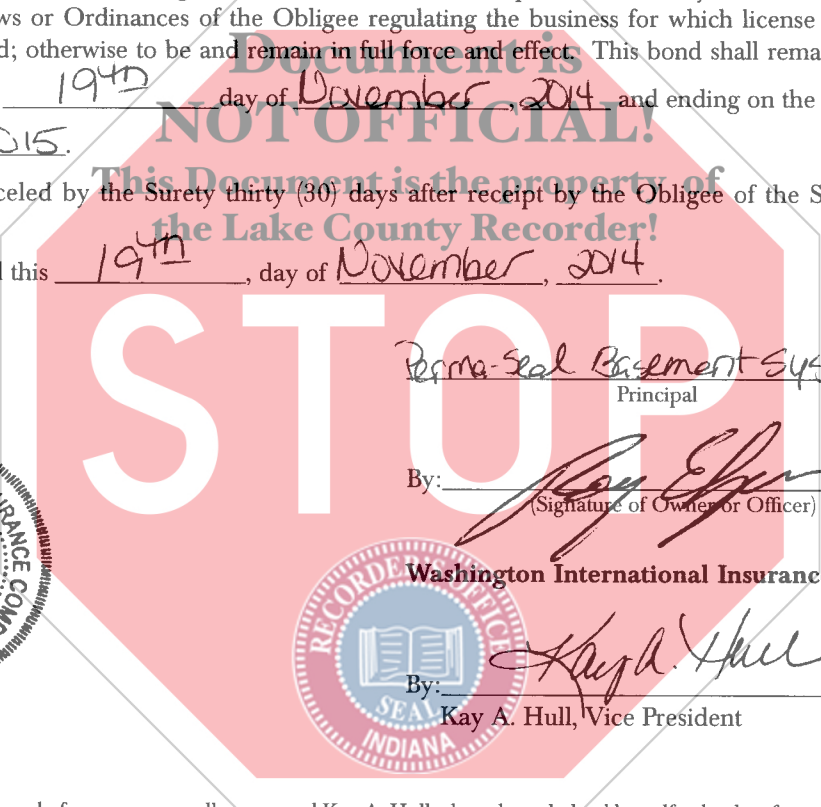 ws or Ordinances of the Obligee regulating the business for which license
d; otherwise to be and remain in full force and effect. This bond shall rema
Document is
19th day of November, 2014 and ending on the
NOT OFFICIAL!
015.
This Document is the property of
celed by the Surety thirty (30) days after receipt by the Obligee of the S
the Lake County Recorder!
d this 19th, day of November, 2014.
STOP
Perma-Seal Basement Sys
Principal
By:
(Signature of Owner or Officer)
RANCE COMP
Washington International Insuranc
RECORDER'S OFFICE
Kay A. Hull
By:
SEAL
Kay A. Hull, Vice President
INDIANA